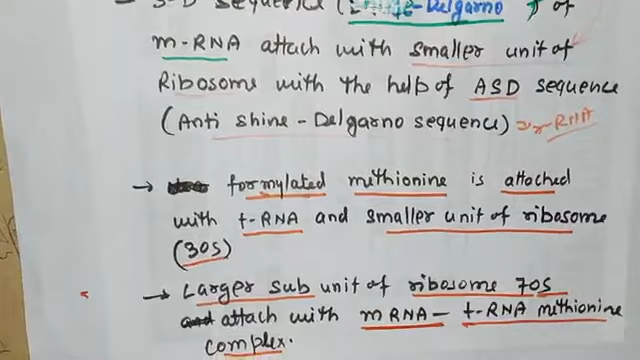 - S-D sequence (Shine-Delgarno) of
m-RNA attach with smaller unit of
Ribosome with the help of ASD sequence
(Anti shine-Delgarno sequence) → r-RNA
→ formylated methionine is attached
with t-RNA and smaller unit of ribosome
(30S)
→ Larger sub unit of ribosome 70S
attach with mRNA- t-RNA methionine
complex.